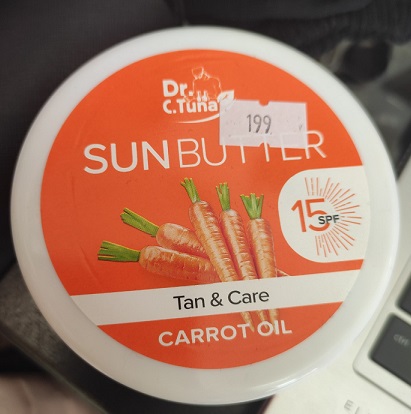 Dr.
C.Tuna
199
SUN BUTTER
15
SPF
Tan & Care
CARROT OIL